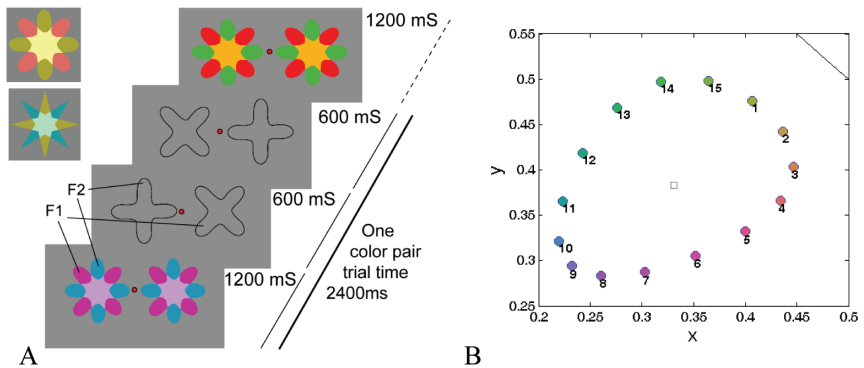 1200 mS
600 mS
F2
F1
600 mS
One
color pair
trial time
2400ms
1200 mS
A
0.55
0.5
0.45
0.4
0.35
0.3
0.25
y
14
15
1
13
2
12
3
11
4
5
10
6
9
8
7
0.2
0.25
0.3
0.35
0.4
0.45
0.5
x
B